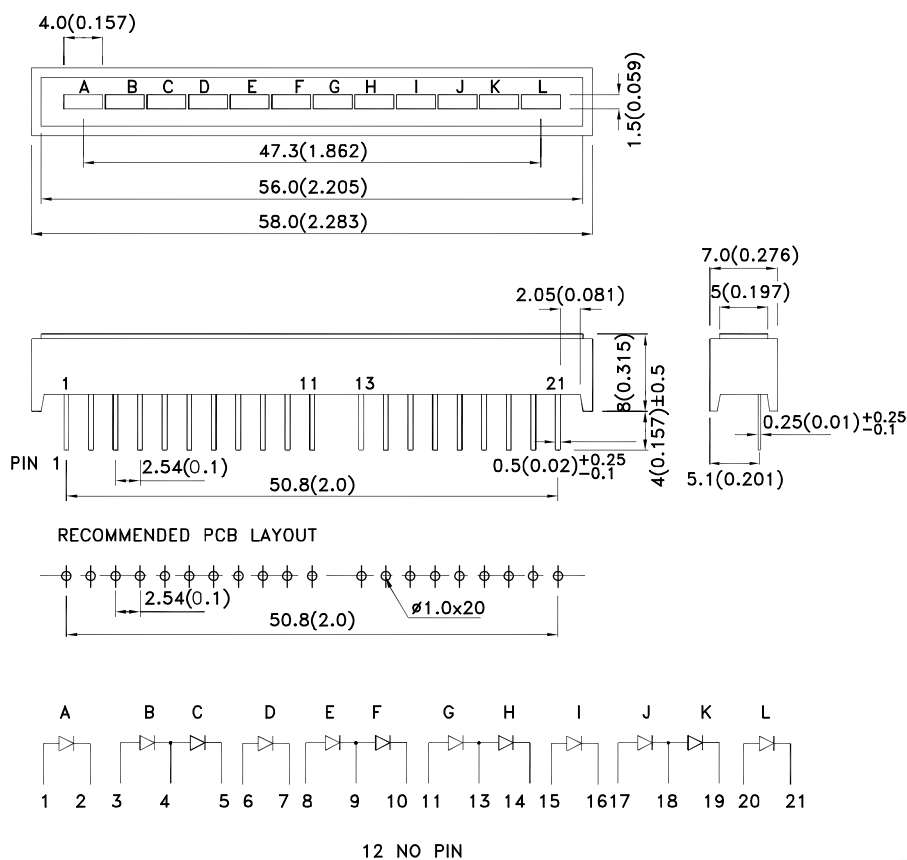 4.0(0.157)
A B C D E F G H I J K L
1.5(0.059)
47.3(1.862)
56.0(2.205)
58.0(2.283)
7.0(0.276)
2.05(0.081)
5(0.197)
1 11 13 21
8(0.315)
4(0.157)±0.5
0.25(0.01)+0.25 -0.1
PIN 1
2.54(0.1)
0.5(0.02)+0.25 -0.1
5.1(0.201)
50.8(2.0)
RECOMMENDED PCB LAYOUT
2.54(0.1)
ø1.0x20
50.8(2.0)
A B C D E F G H I J K L
1 2 3 4 5 6 7 8 9 10 11 13 14 15 16 17 18 19 20 21
12 NO PIN